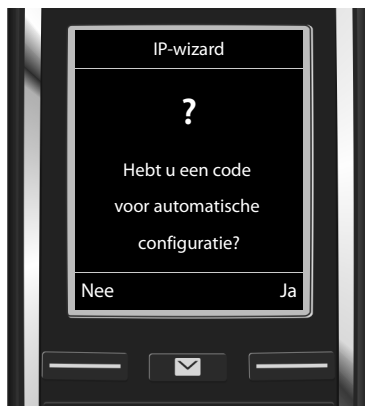 IP-wizard
?
Hebt u een code
voor automatische
configuratie?
Nee Ja